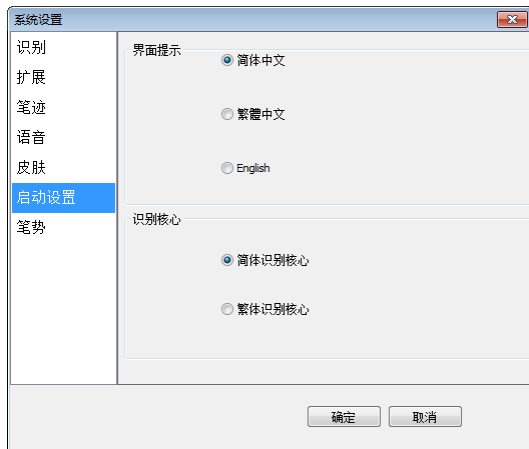 系统设置
识别
扩展
笔迹
语音
皮肤
启动设置
笔势
界面提示
简体中文
繁體中文
English
识别核心
简体识别核心
繁体识别核心
确定
取消